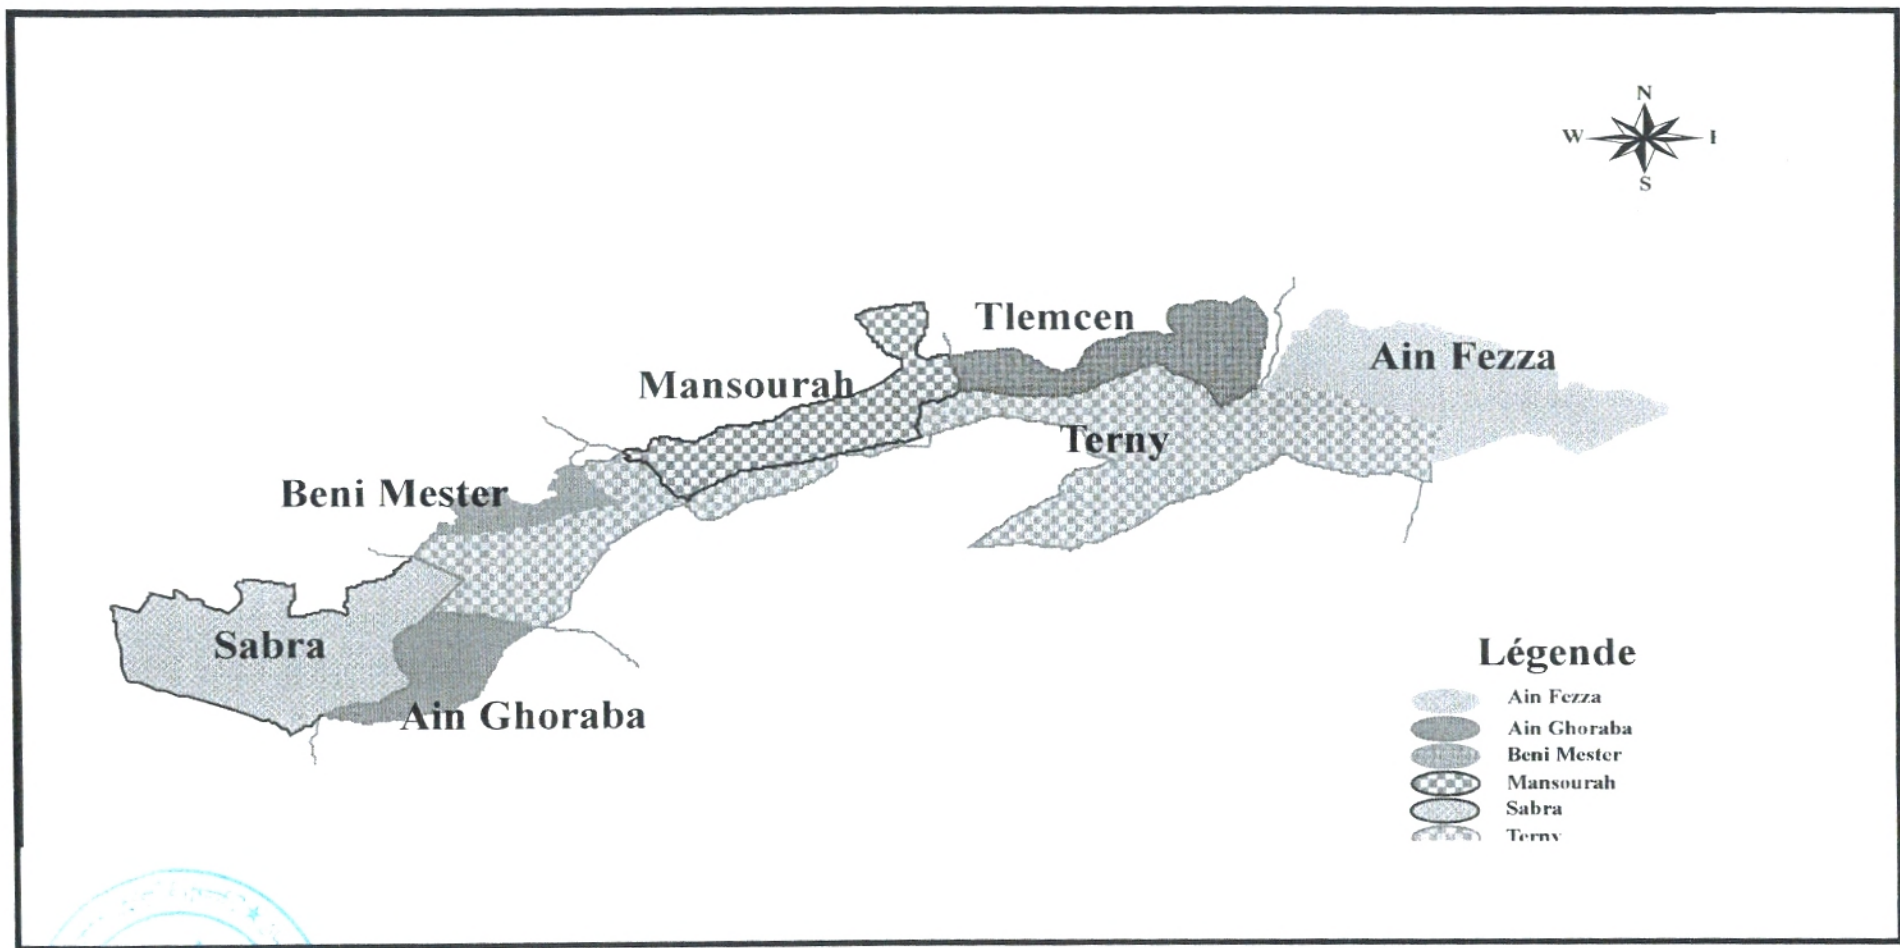 N
W
S
Tlemcen
Ain Fezza
Mansourah
Terny
Beni Mester
Sabra
Ain Ghoraba
Légende
Ain Fezza
Ain Ghoraba
Beni Mester
Mansourah
Sabra
Terny